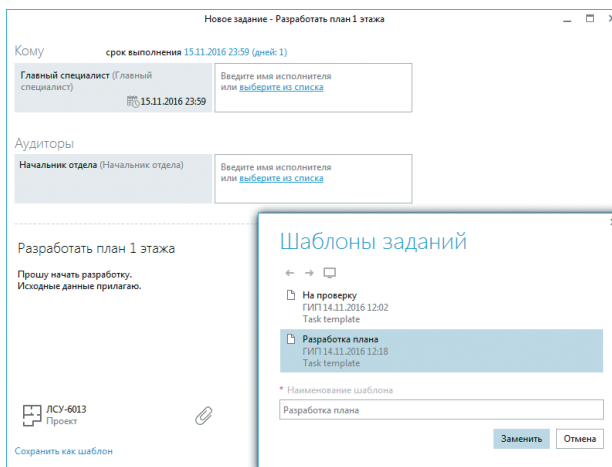 Новое задание - Разработать план 1 этажа
Кому
срок выполнения 15.11.2016 23:59 (дней: 1)
Главный специалист (Главный
специалист)
15.11.2016 23:59
Введите имя исполнителя
или выберите из списка
Аудиторы
Начальник отдела (Начальник отдела)
Введите имя исполнителя
или выберите из списка
Разработать план 1 этажа
Прошу начать разработку.
Исходные данные прилагаю.
ЛСУ-6013
Проект
Сохранить как шаблон
Шаблоны заданий
На проверку
ГИП 14.11.2016 12:02
Task template
Разработка плана
ГИП 14.11.2016 12:18
Task template
* Наименование шаблона
Разработка плана
Заменить
Отмена